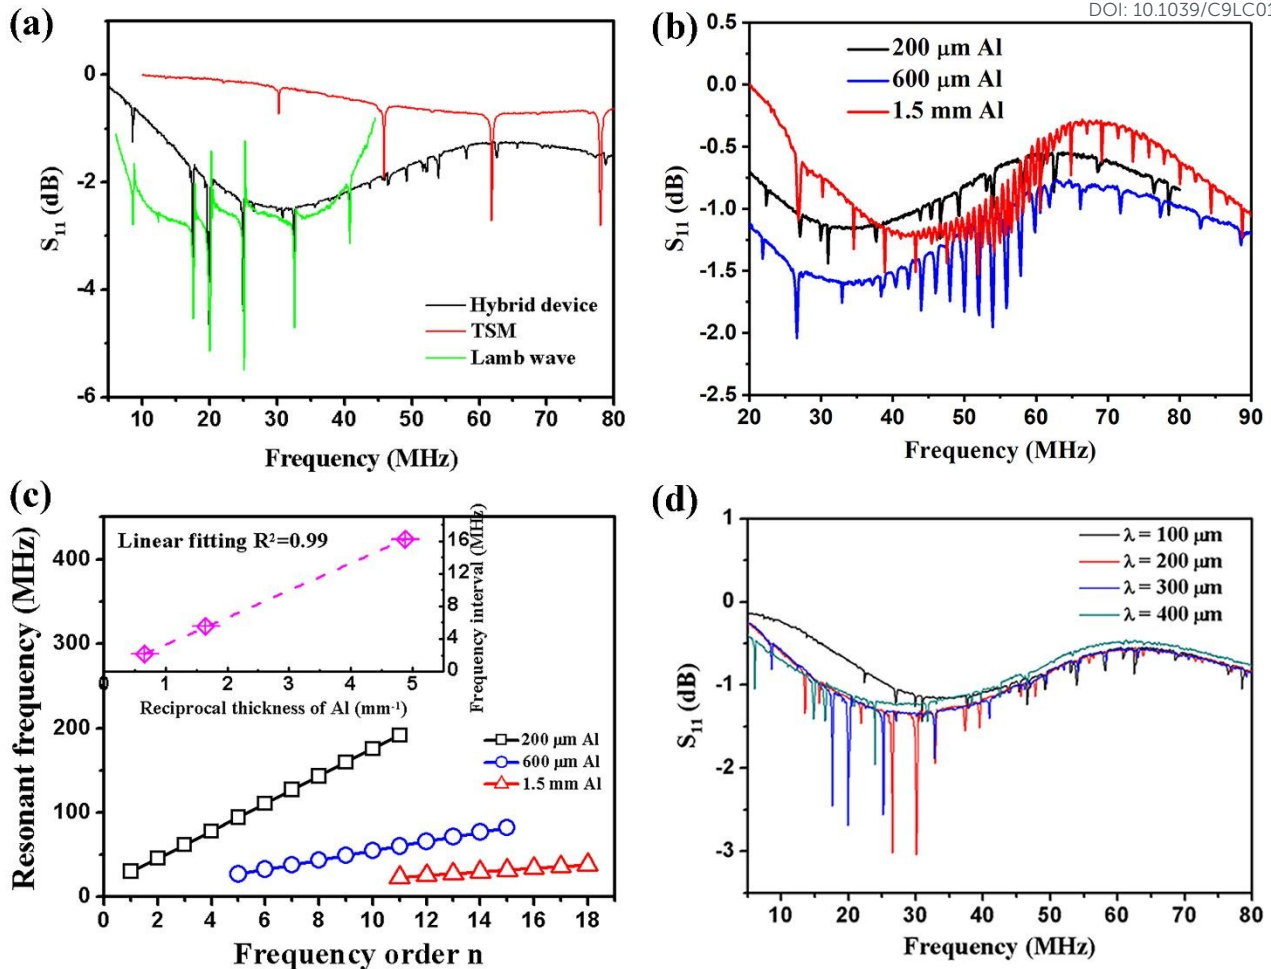 DOI: 10.1039/C9LC01
(a)
0
-2
-4
-6
S11 (dB)
Hybrid device
TSM
Lamb wave
10 20 30 40 50 60 70 80
Frequency (MHz)
(b)
0.5
0.0
-0.5
-1.0
-1.5
-2.0
-2.5
S11 (dB)
200 μm Al
600 μm Al
1.5 mm Al
20 30 40 50 60 70 80 90
Frequency (MHz)
(c)
400
300
200
100
0
Resonant frequency (MHz)
Linear fitting R²=0.99
16
12
8
4
0
Frequency interval (MHz)
0 1 2 3 4 5
Reciprocal thickness of Al (mm⁻¹)
200 μm Al
600 μm Al
1.5 mm Al
0 2 4 6 8 10 12 14 16 18
Frequency order n
(d)
1
0
-1
-2
-3
S11 (dB)
λ = 100 μm
λ = 200 μm
λ = 300 μm
λ = 400 μm
10 20 30 40 50 60 70 80
Frequency (MHz)